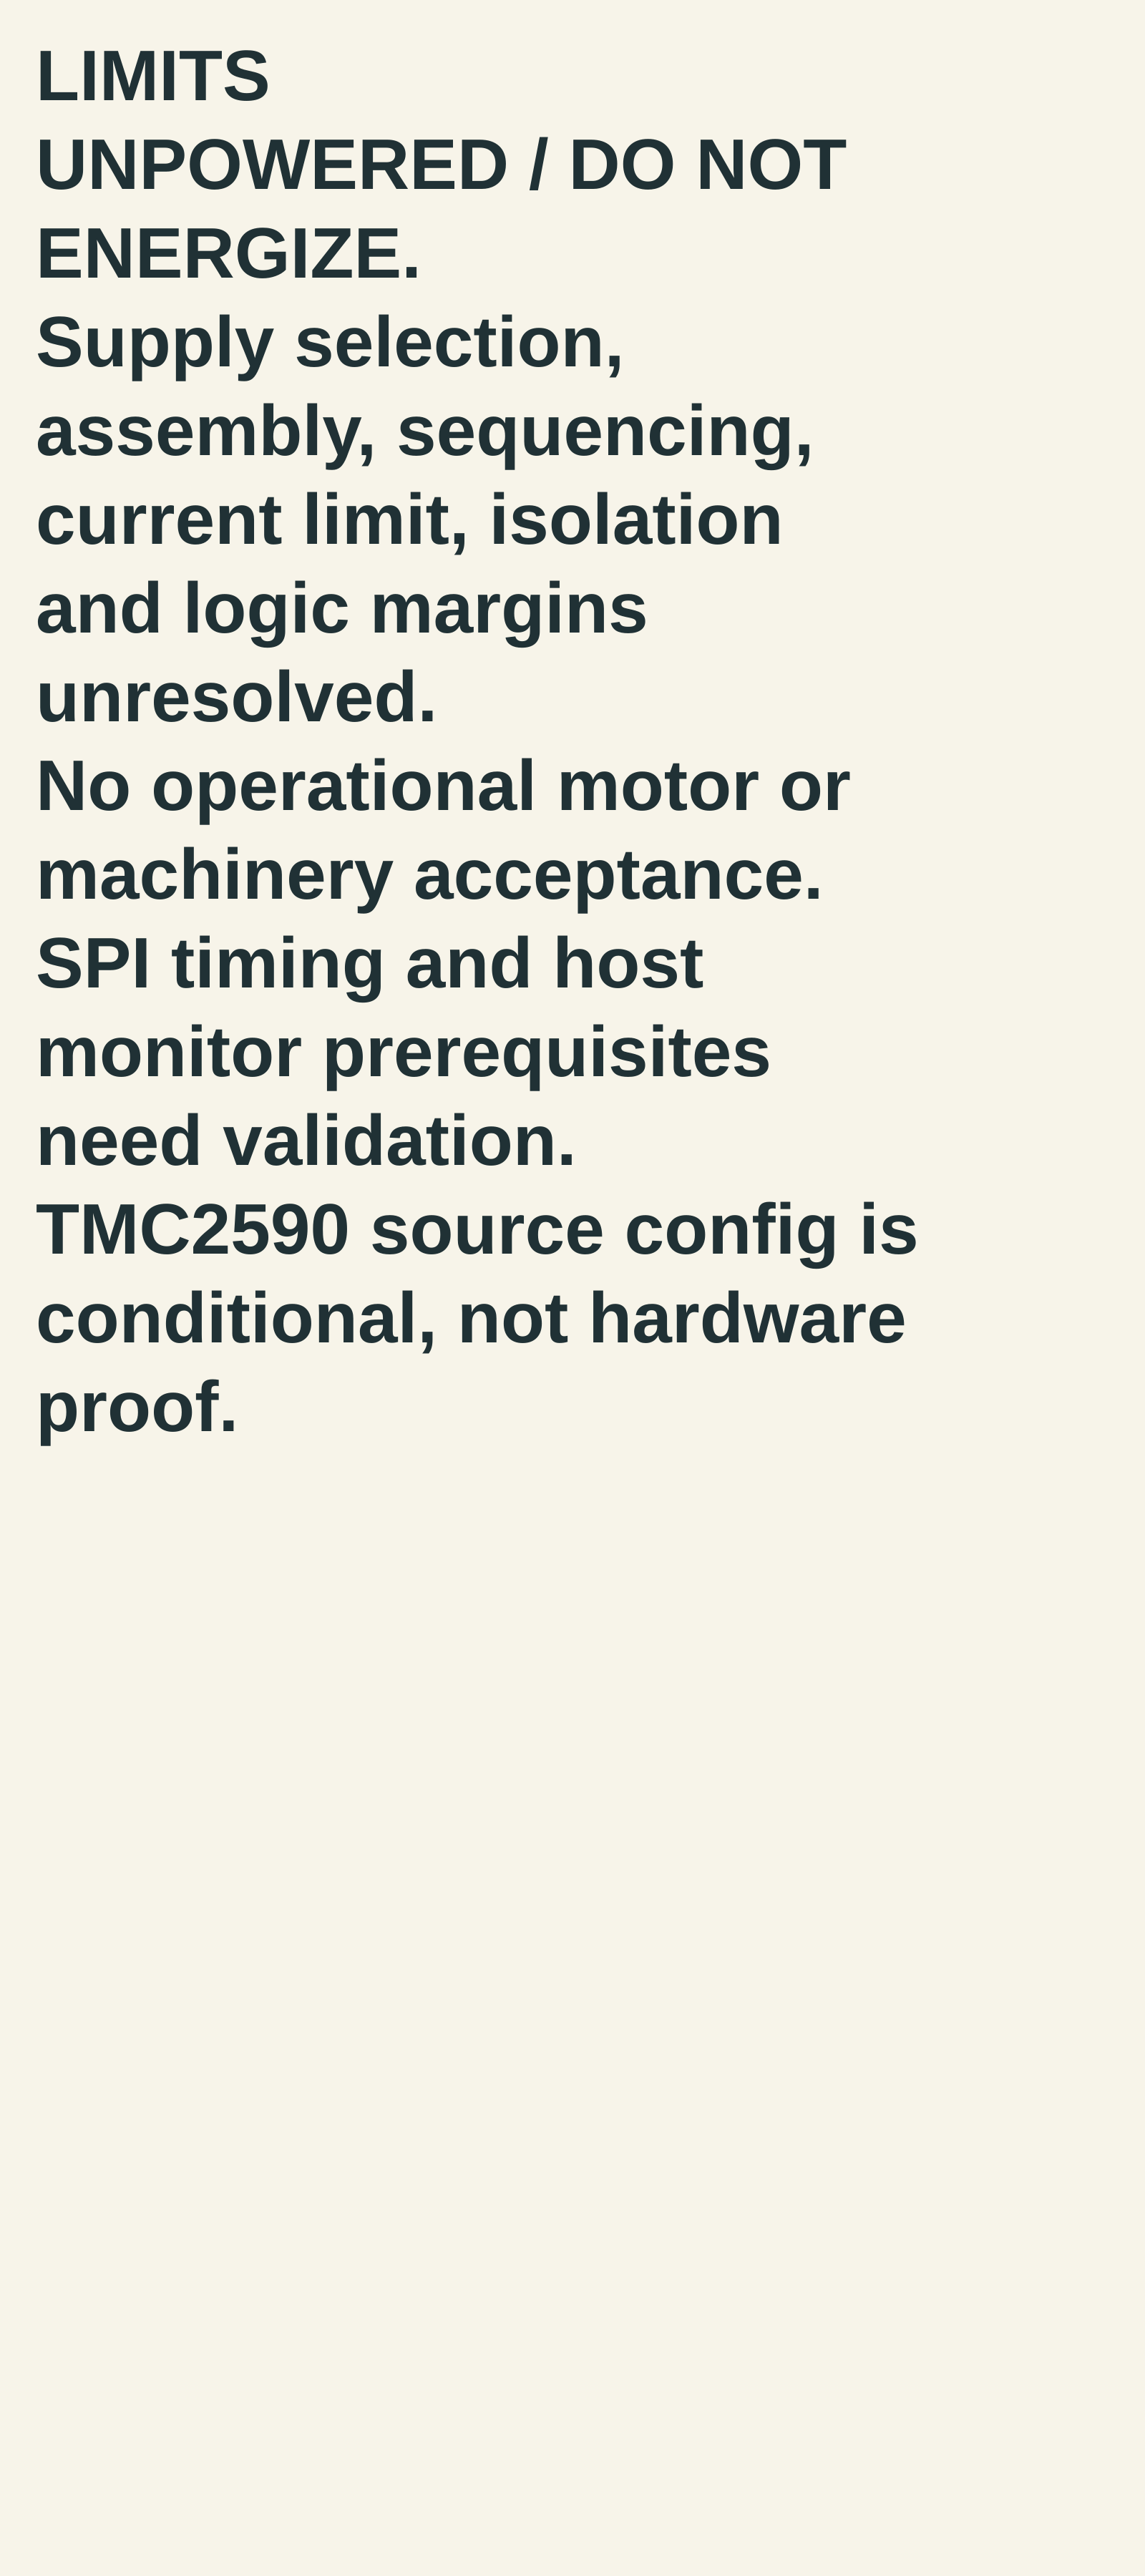 LIMITS
UNPOWERED / DO NOT
ENERGIZE.
Supply selection,
assembly, sequencing,
current limit, isolation
and logic margins
unresolved.
No operational motor or
machinery acceptance.
SPI timing and host
monitor prerequisites
need validation.
TMC2590 source config is
conditional, not hardware
proof.